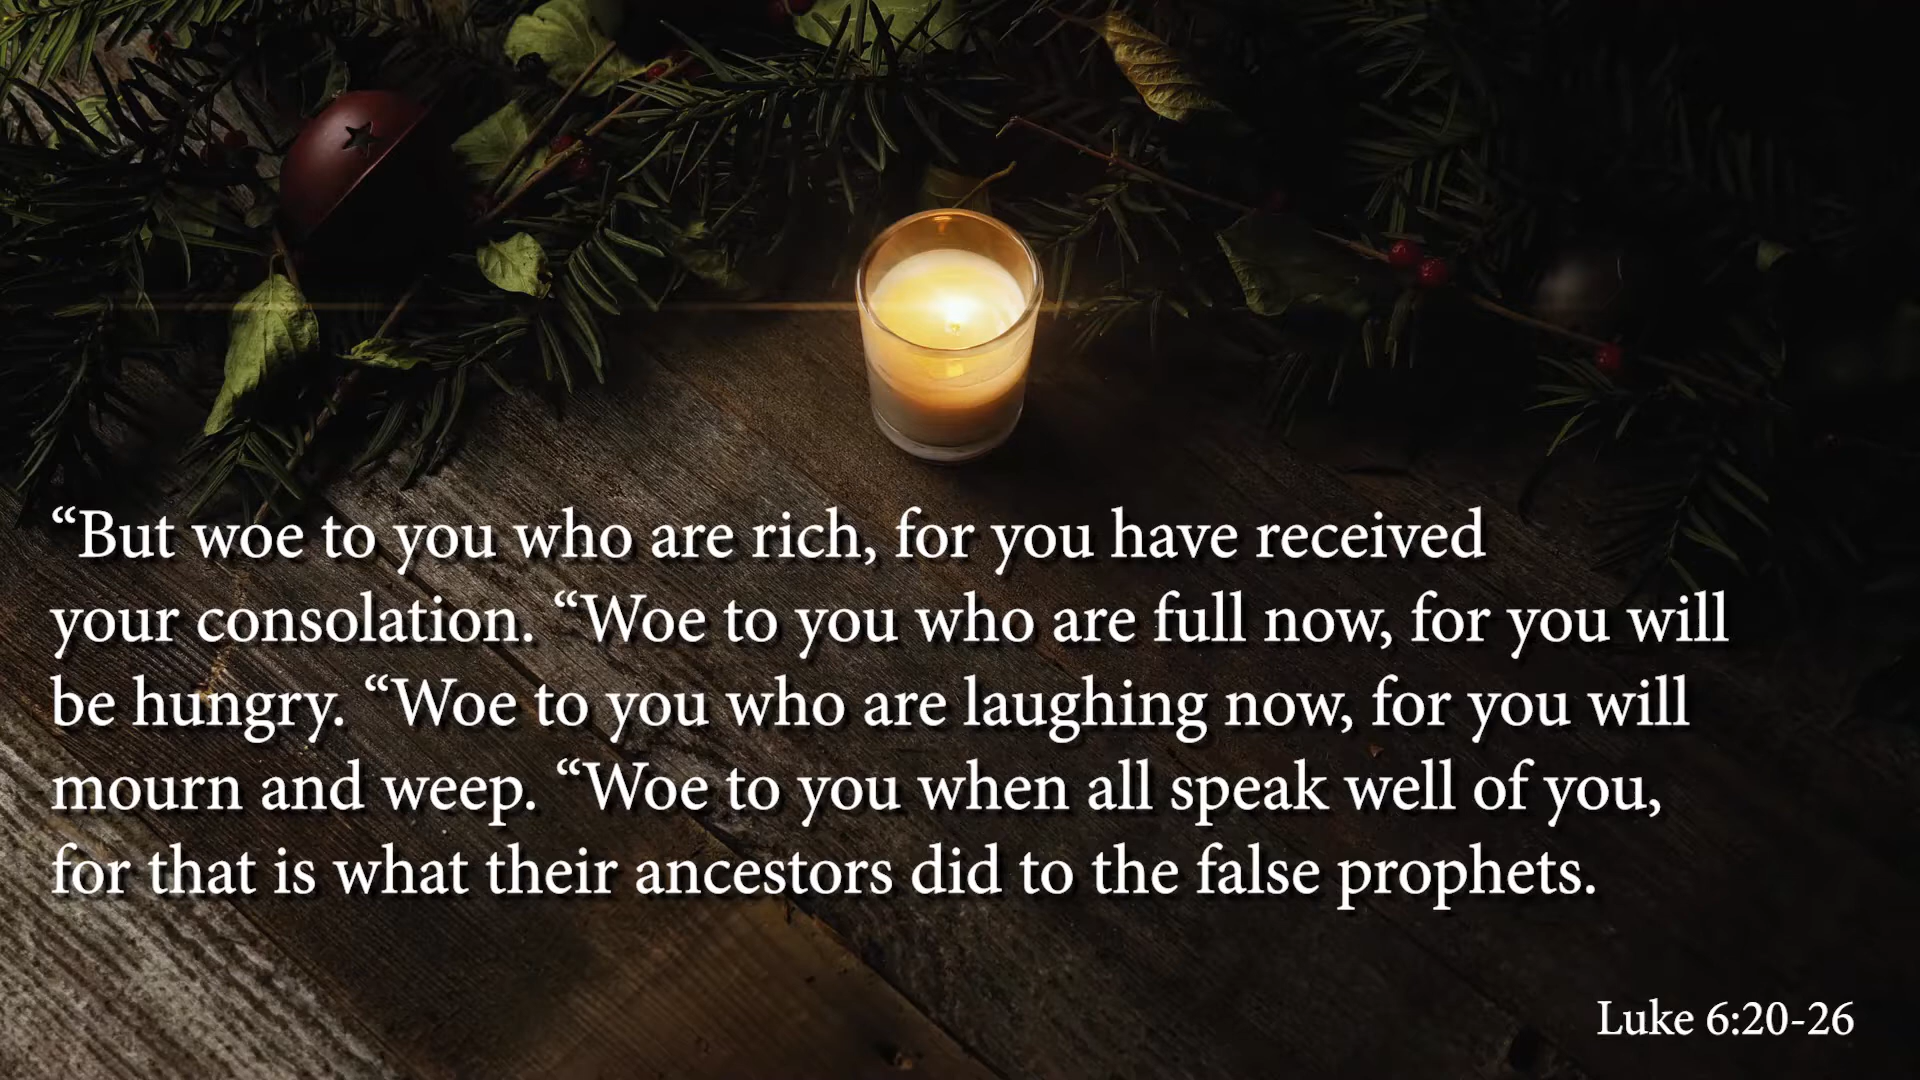 “But woe to you who are rich, for you have received
your consolation. “Woe to you who are full now, for you will
be hungry. “Woe to you who are laughing now, for you will
mourn and weep. “Woe to you when all speak well of you,
for that is what their ancestors did to the false prophets.
Luke 6:20-26